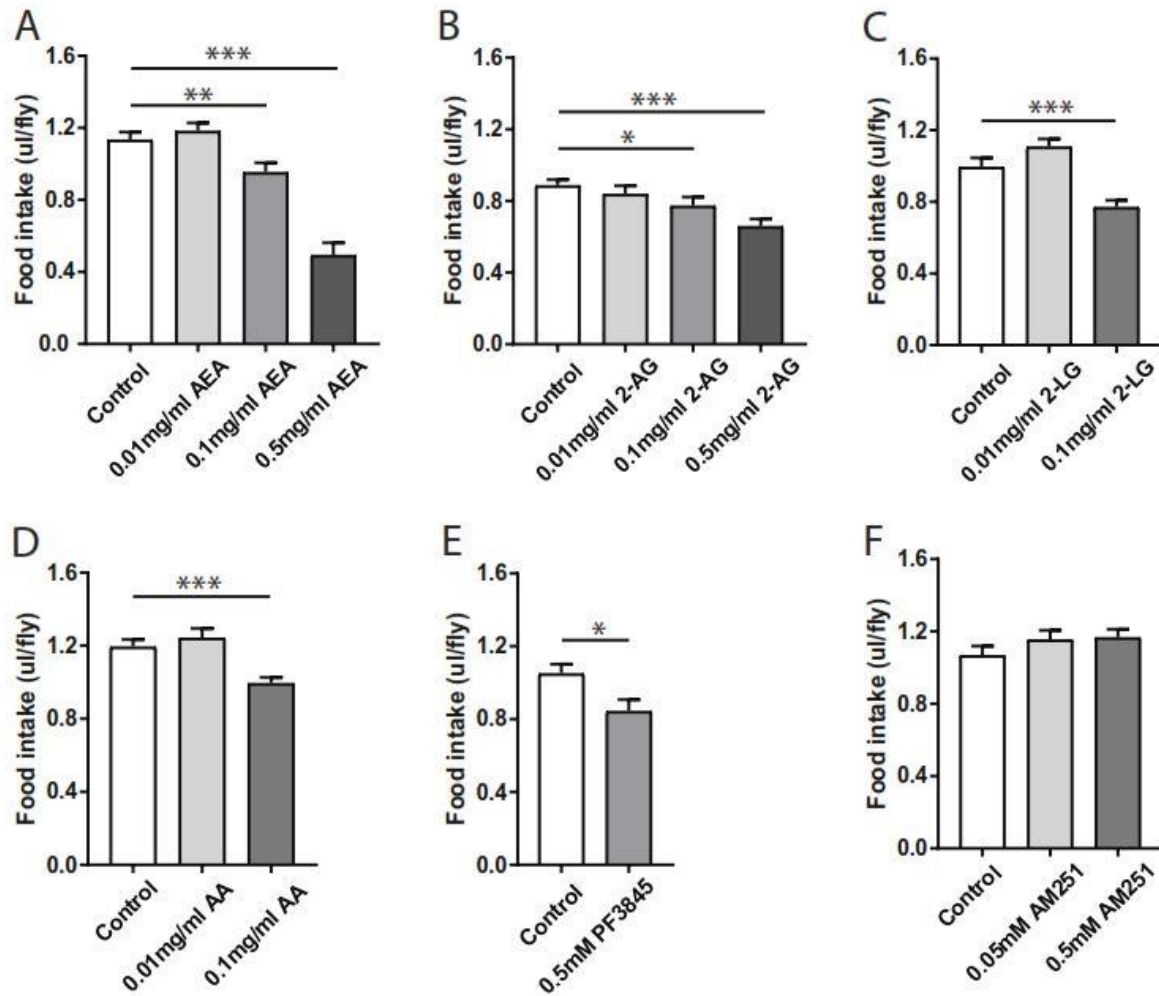 A
Food intake (ul/fly)
1.6
1.2
0.8
0.4
0.0
***
**
Control
0.01mg/ml AEA
0.1mg/ml AEA
0.5mg/ml AEA
B
Food intake (ul/fly)
1.6
1.2
0.8
0.4
0.0
***
*
Control
0.01mg/ml 2-AG
0.1mg/ml 2-AG
0.5mg/ml 2-AG
C
Food intake (ul/fly)
1.6
1.2
0.8
0.4
0.0
***
Control
0.01mg/ml 2-LG
0.1mg/ml 2-LG
D
Food intake (ul/fly)
1.6
1.2
0.8
0.4
0.0
***
Control
0.01mg/ml AA
0.1mg/ml AA
E
Food intake (ul/fly)
1.6
1.2
0.8
0.4
0.0
*
Control
0.5mM PF3845
F
Food intake (ul/fly)
1.6
1.2
0.8
0.4
0.0
Control
0.05mM AM251
0.5mM AM251